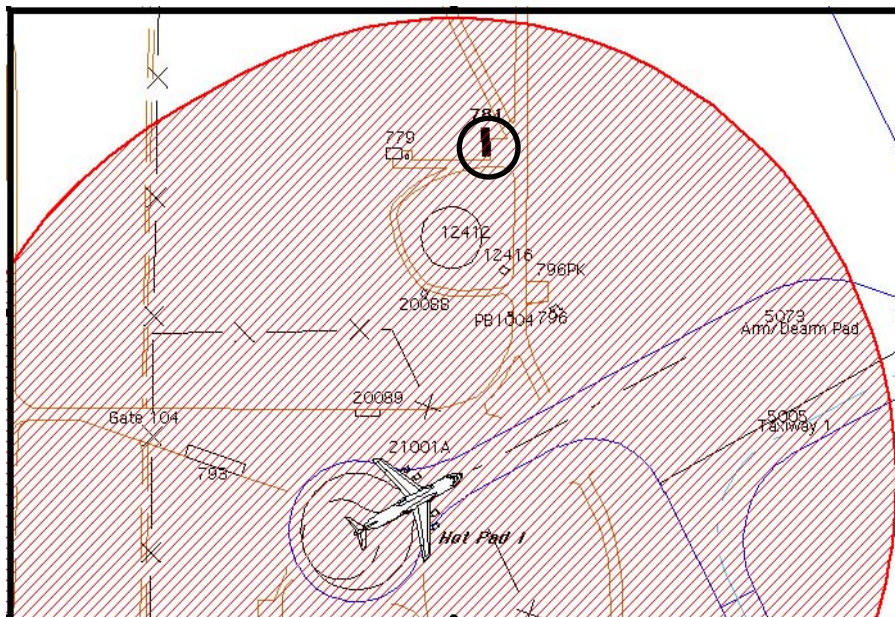 781
779
12412
12416
796PK
20088
PB1004
796
5073
Arm/Dearm Pad
20089
Gate 104
5005
Taxiway 1
21001A
793
Hot Pad 1